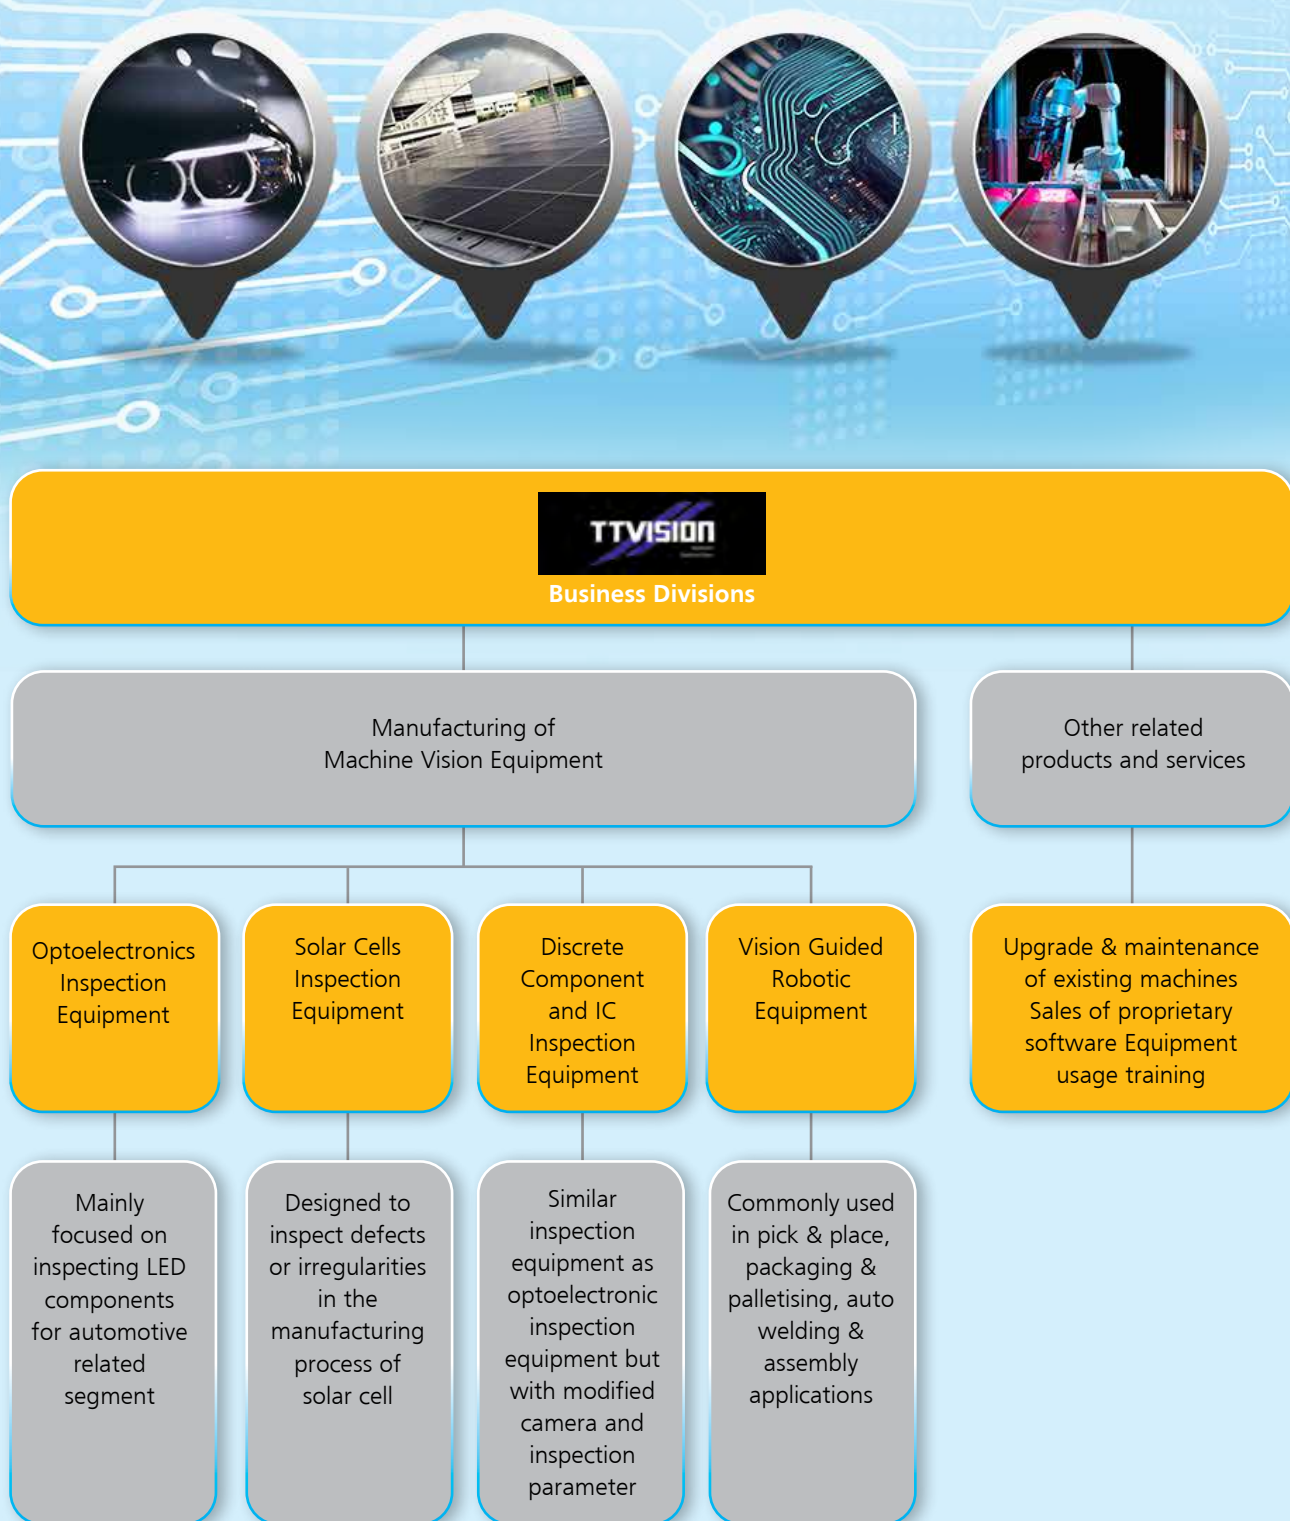 TTVISION
Business Divisions
Manufacturing of
Machine Vision Equipment
Other related
products and services
Optoelectronics
Inspection
Equipment
Solar Cells
Inspection
Equipment
Discrete
Component
and IC
Inspection
Equipment
Vision Guided
Robotic
Equipment
Upgrade & maintenance
of existing machines
Sales of proprietary
software Equipment
usage training
Mainly
focused on
inspecting LED
components
for automotive
related
segment
Designed to
inspect defects
or irregularities
in the
manufacturing
process of
solar cell
Similar
inspection
equipment as
optoelectronic
inspection
equipment but
with modified
camera and
inspection
parameter
Commonly used
in pick & place,
packaging &
palletising, auto
welding &
assembly
applications